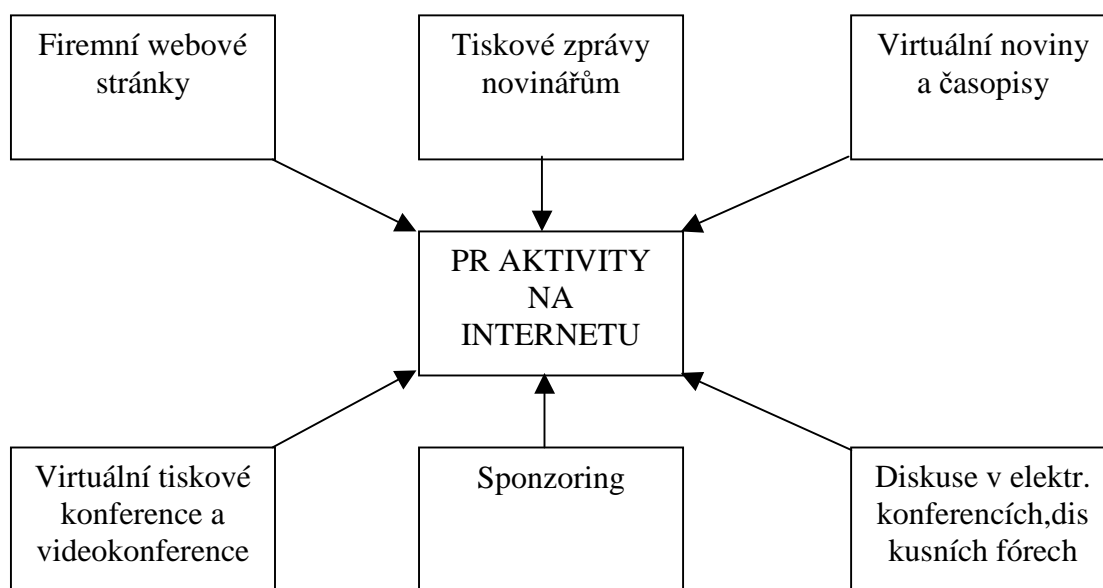 Firemní webové
stránky
Tiskové zprávy
novinářům
Virtuální noviny
a časopisy
PR AKTIVITY
NA
INTERNETU
Virtuální tiskové
konference a
videokonference
Sponzoring
Diskuse v elektr.
konferencích,dis
kusních fórech